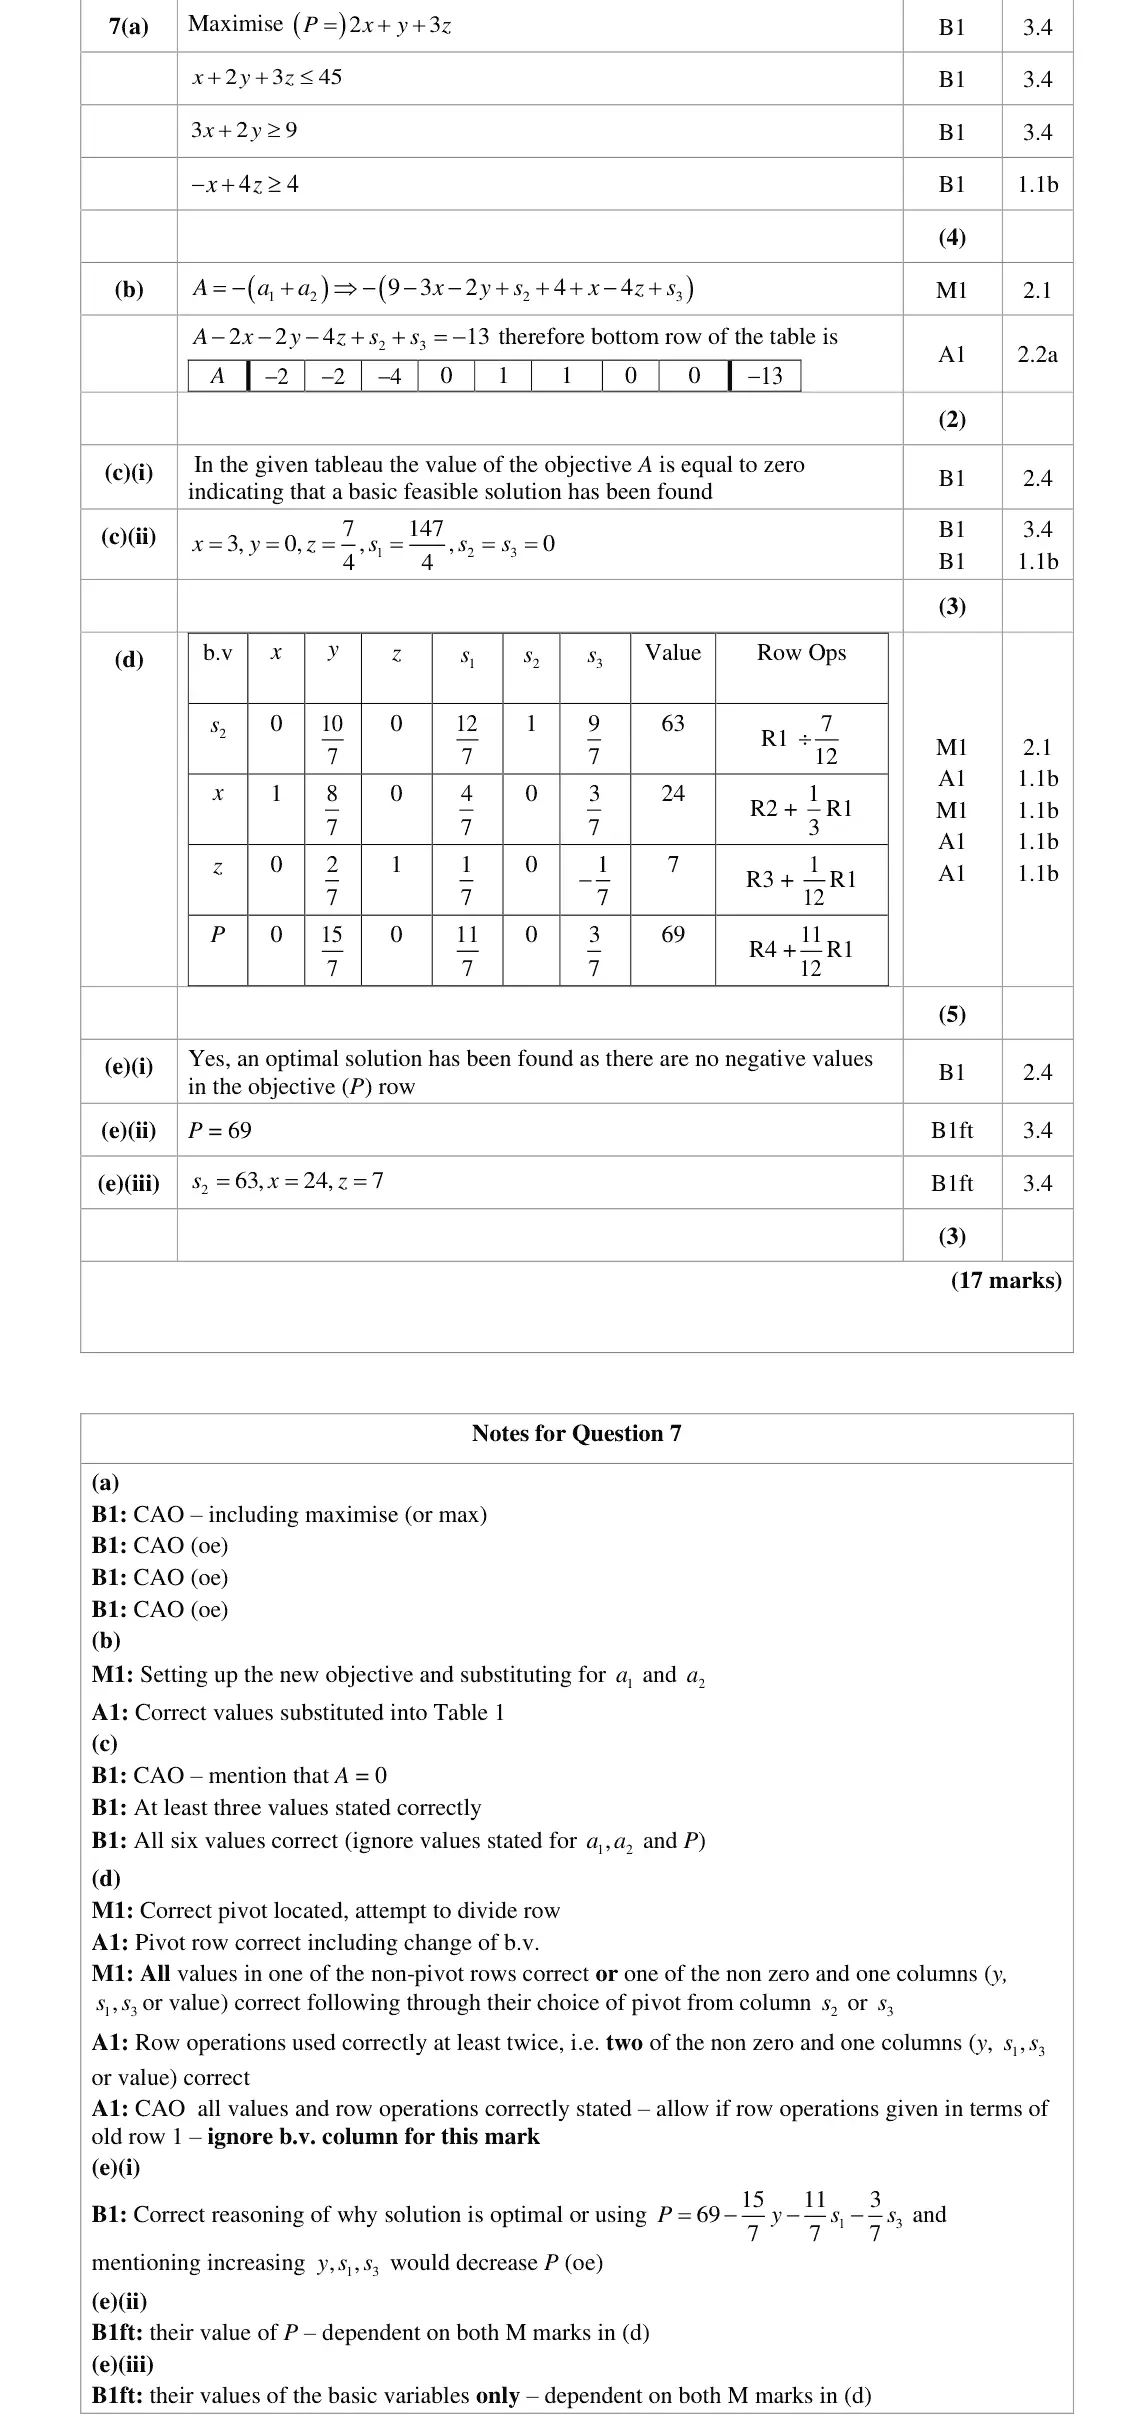 7(a) Maximise (P =)2x + y + 3z B1 3.4
x + 2y + 3z ≤ 45 B1 3.4
3x + 2y ≥ 9 B1 3.4
−x + 4z ≥ 4 B1 1.1b
(4)
(b) A = −(a₁ + a₂) ⇒ −(9 − 3x − 2y + s₂ + 4 + x − 4z + s₃) M1 2.1
A − 2x − 2y − 4z + s₂ + s₃ = −13 therefore bottom row of the table is
A −2 −2 −4 0 1 1 0 0 −13 A1 2.2a
(2)
(c)(i) In the given tableau the value of the objective A is equal to zero
indicating that a basic feasible solution has been found B1 2.4
(c)(ii) x = 3, y = 0, z = 7/4, s₁ = 147/4, s₂ = s₃ = 0 B1 3.4
B1 1.1b
(3)
(d) b.v x y z s₁ s₂ s₃ Value Row Ops
s₂ 0 10/7 0 12/7 1 9/7 63 R1 ÷ 7/12
x 1 8/7 0 4/7 0 3/7 24 R2 + 1/3 R1
z 0 2/7 1 1/7 0 −1/7 7 R3 + 1/12 R1
P 0 15/7 0 11/7 0 3/7 69 R4 + 11/12 R1
M1 2.1
A1 1.1b
M1 1.1b
A1 1.1b
A1 1.1b
(5)
(e)(i) Yes, an optimal solution has been found as there are no negative values
in the objective (P) row B1 2.4
(e)(ii) P = 69 B1ft 3.4
(e)(iii) s₂ = 63, x = 24, z = 7 B1ft 3.4
(3)
(17 marks)
Notes for Question 7
(a)
B1: CAO – including maximise (or max)
B1: CAO (oe)
B1: CAO (oe)
B1: CAO (oe)
(b)
M1: Setting up the new objective and substituting for a₁ and a₂
A1: Correct values substituted into Table 1
(c)
B1: CAO – mention that A = 0
B1: At least three values stated correctly
B1: All six values correct (ignore values stated for a₁, a₂ and P)
(d)
M1: Correct pivot located, attempt to divide row
A1: Pivot row correct including change of b.v.
M1: All values in one of the non-pivot rows correct or one of the non zero and one columns (y,
s₁, s₃ or value) correct following through their choice of pivot from column s₂ or s₃
A1: Row operations used correctly at least twice, i.e. two of the non zero and one columns (y, s₁, s₃
or value) correct
A1: CAO all values and row operations correctly stated – allow if row operations given in terms of
old row 1 – ignore b.v. column for this mark
(e)(i)
B1: Correct reasoning of why solution is optimal or using P = 69 − 15/7 y − 11/7 s₁ − 3/7 s₃ and
mentioning increasing y, s₁, s₃ would decrease P (oe)
(e)(ii)
B1ft: their value of P – dependent on both M marks in (d)
(e)(iii)
B1ft: their values of the basic variables only – dependent on both M marks in (d)